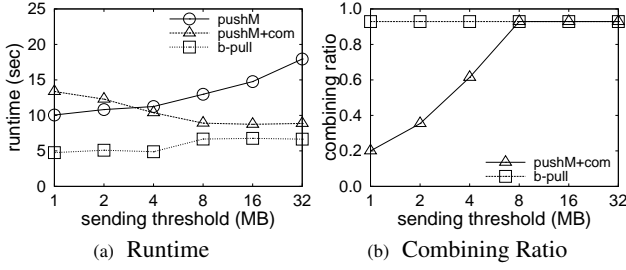 25
20
15
10
5
0
runtime (sec)
pushM
pushM+com
b-pull
1 2 4 8 16 32
sending threshold (MB)
(a) Runtime
1.0
0.8
0.6
0.4
0.2
0.0
combining ratio
pushM+com
b-pull
1 2 4 8 16 32
sending threshold (MB)
(b) Combining Ratio